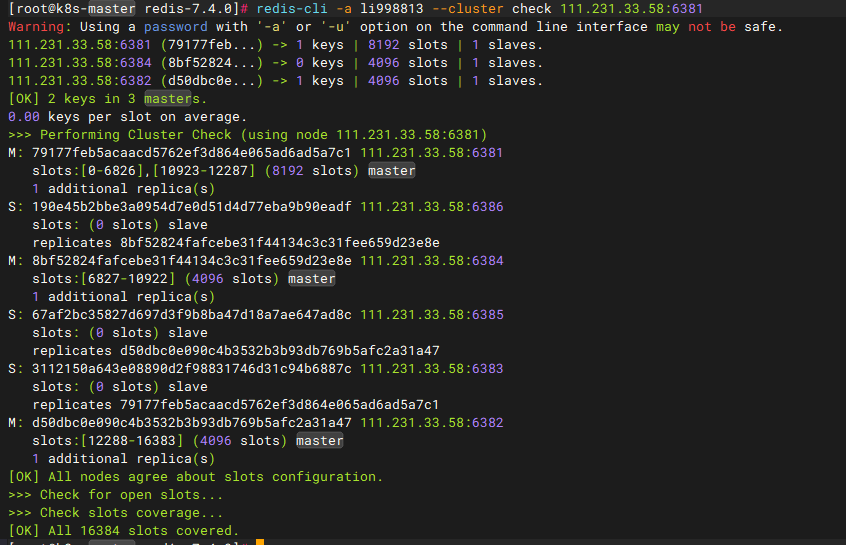 [root@k8s-master redis-7.4.0]# redis-cli -a li998813 --cluster check 111.231.33.58:6381
Warning: Using a password with '-a' or '-u' option on the command line interface may not be safe.
111.231.33.58:6381 (79177feb...) -> 1 keys | 8192 slots | 1 slaves.
111.231.33.58:6384 (8bf52824...) -> 0 keys | 4096 slots | 1 slaves.
111.231.33.58:6382 (d50dbc0e...) -> 1 keys | 4096 slots | 1 slaves.
[OK] 2 keys in 3 masters.
0.00 keys per slot on average.
>>> Performing Cluster Check (using node 111.231.33.58:6381)
M: 79177feb5acaacd5762ef3d864e065ad6ad5a7c1 111.231.33.58:6381
   slots:[0-6826],[10923-12287] (8192 slots) master
   1 additional replica(s)
S: 190e45b2bbe3a0954d7e0d51d4d77eba9b90eadf 111.231.33.58:6386
   slots: (0 slots) slave
   replicates 8bf52824fafcebe31f44134c3c31fee659d23e8e
M: 8bf52824fafcebe31f44134c3c31fee659d23e8e 111.231.33.58:6384
   slots:[6827-10922] (4096 slots) master
   1 additional replica(s)
S: 67af2bc35827d697d3f9b8ba47d18a7ae647ad8c 111.231.33.58:6385
   slots: (0 slots) slave
   replicates d50dbc0e090c4b3532b3b93db769b5afc2a31a47
S: 3112150a643e08890d2f98831746d31c94b6887c 111.231.33.58:6383
   slots: (0 slots) slave
   replicates 79177feb5acaacd5762ef3d864e065ad6ad5a7c1
M: d50dbc0e090c4b3532b3b93db769b5afc2a31a47 111.231.33.58:6382
   slots:[12288-16383] (4096 slots) master
   1 additional replica(s)
[OK] All nodes agree about slots configuration.
>>> Check for open slots...
>>> Check slots coverage...
[OK] All 16384 slots covered.
[root@k8s-master redis-7.4.0]#